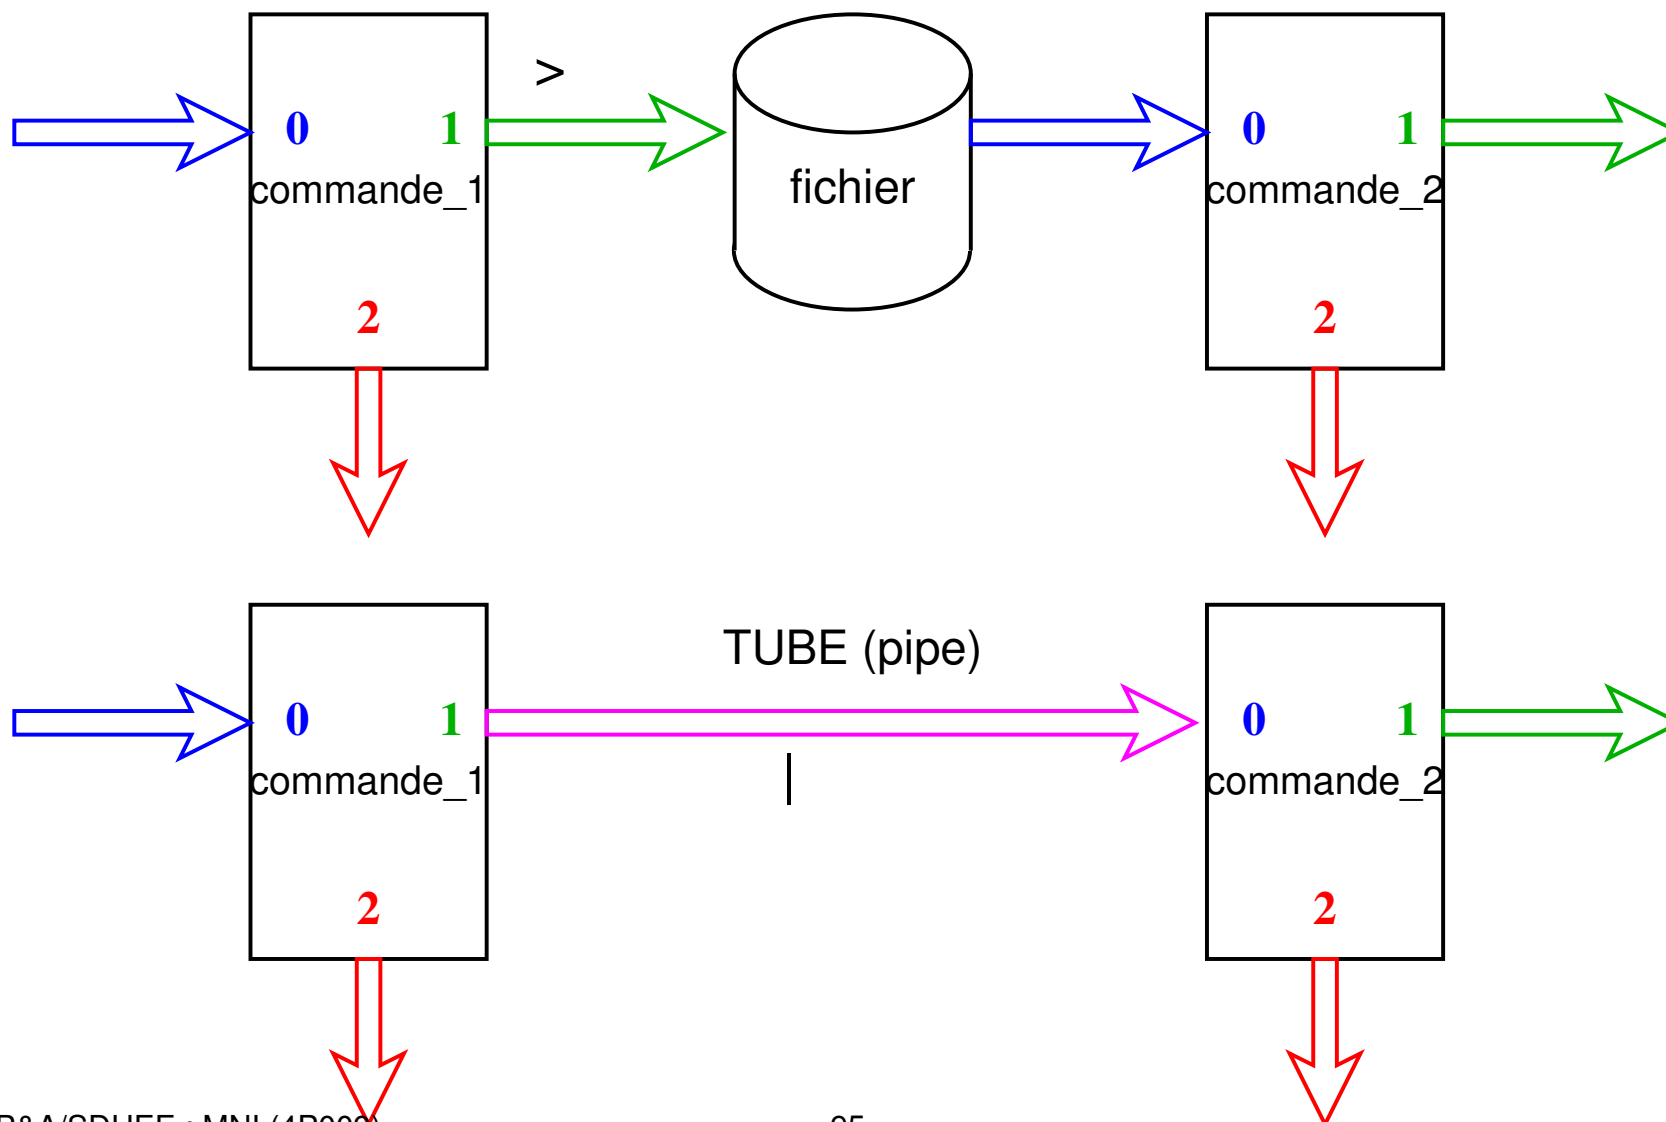 >
0 1 0 1
commande_1 fichier commande_2
2 2
TUBE (pipe)
0 1 0 1
commande_1 | commande_2
2 2